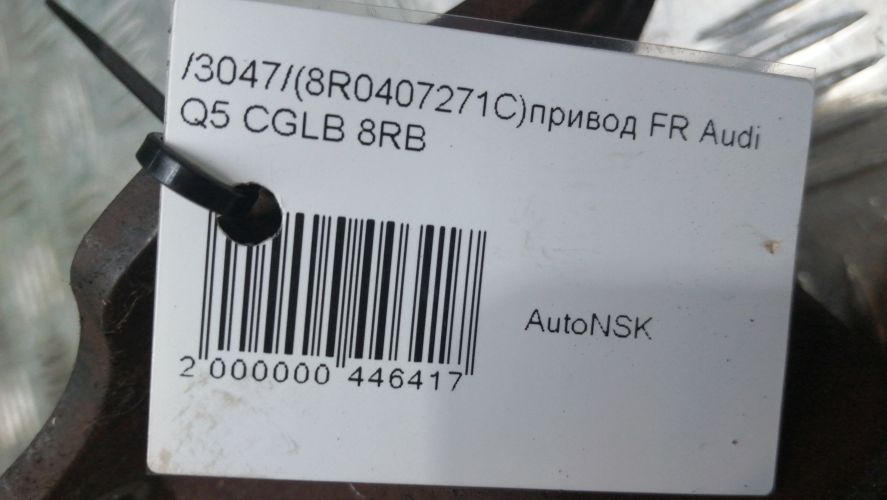 /3047/(8R0407271C)привод FR Audi
Q5 CGLB 8RB
AutoNSK
2 000000 446417